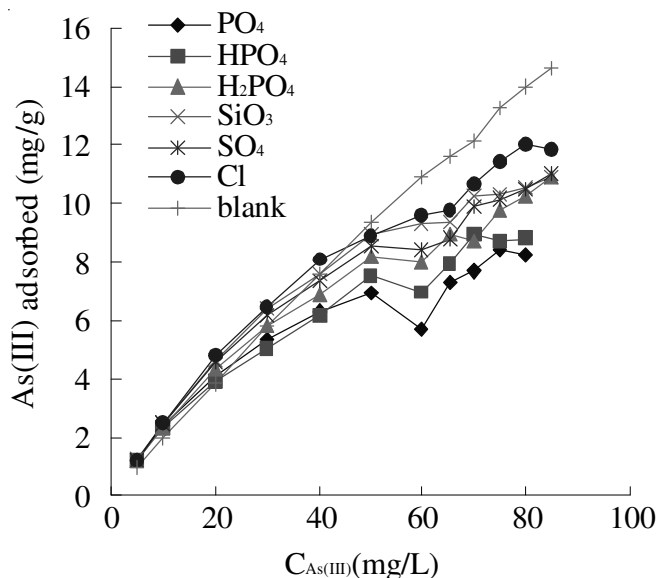 16
14
12
10
8
6
4
2
0
As(III) adsorbed (mg/g)
PO₄
HPO₄
H₂PO₄
SiO₃
SO₄
Cl
blank
0 20 40 60 80 100
C_As(III)(mg/L)